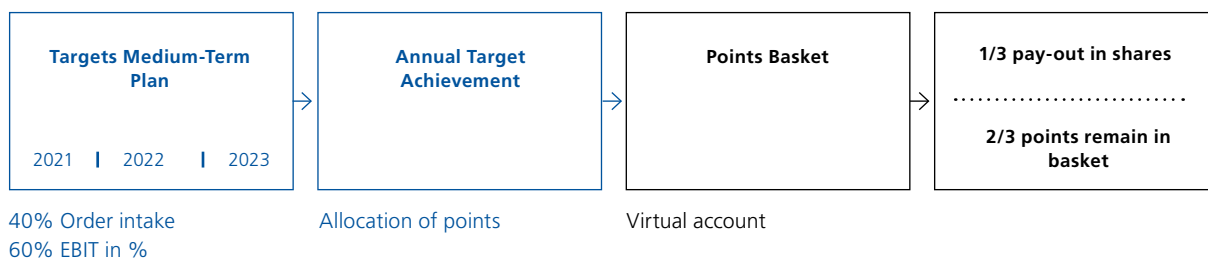 Targets Medium-Term
Plan
2021 | 2022 | 2023
40% Order intake
60% EBIT in %
Annual Target
Achievement
Allocation of points
Points Basket
Virtual account
1/3 pay-out in shares
2/3 points remain in
basket